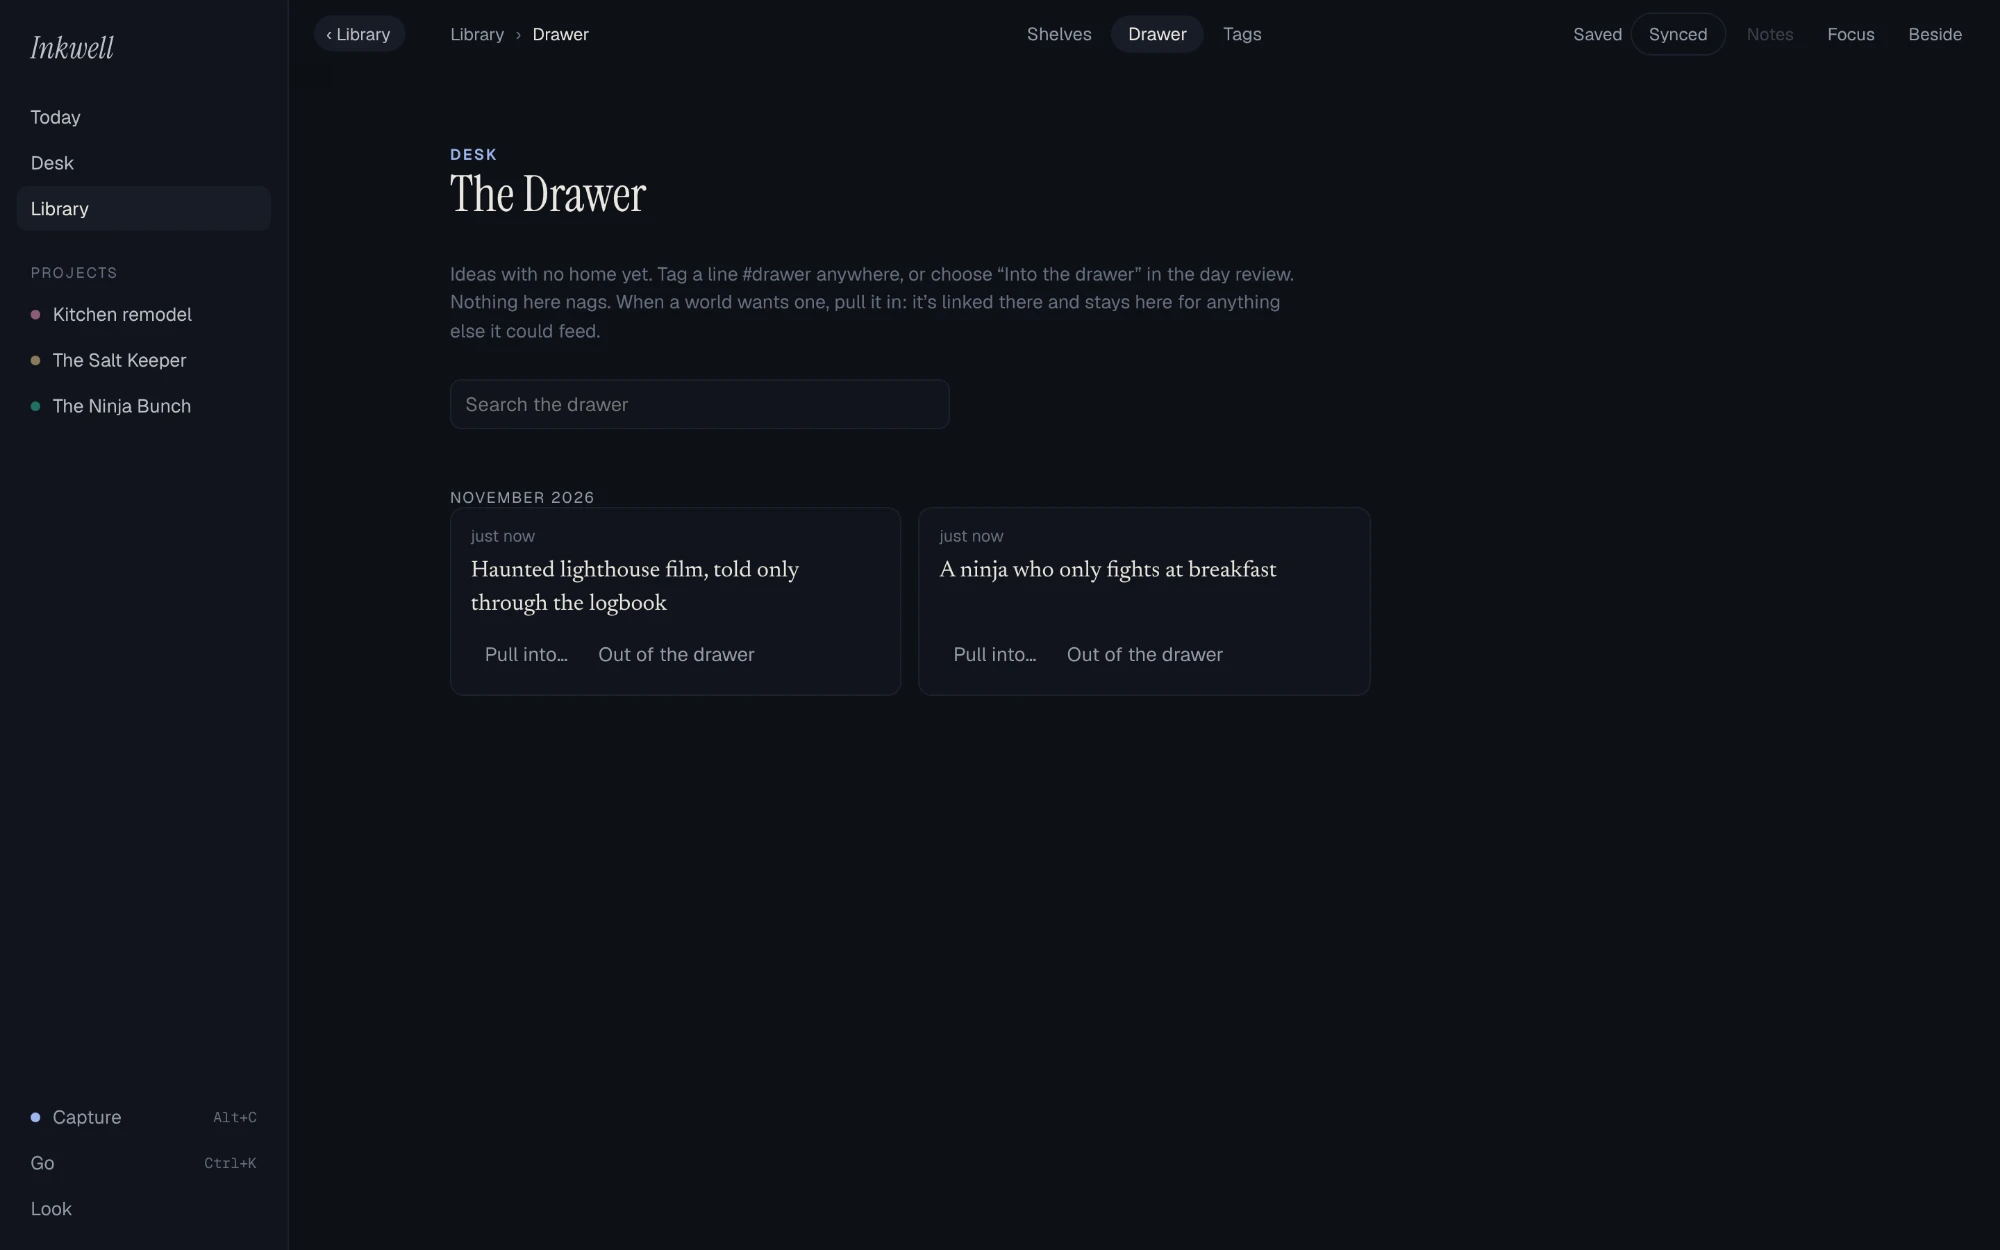 Inkwell
Today
Desk
Library
PROJECTS
Kitchen remodel
The Salt Keeper
The Ninja Bunch
Capture Alt+C
Go Ctrl+K
Look
‹ Library
Library › Drawer
Shelves Drawer Tags
Saved Synced Notes Focus Beside
DESK
The Drawer
Ideas with no home yet. Tag a line #drawer anywhere, or choose “Into the drawer” in the day review.
Nothing here nags. When a world wants one, pull it in: it’s linked there and stays here for anything
else it could feed.
Search the drawer
NOVEMBER 2026
just now
Haunted lighthouse film, told only
through the logbook
Pull into… Out of the drawer
just now
A ninja who only fights at breakfast
Pull into… Out of the drawer